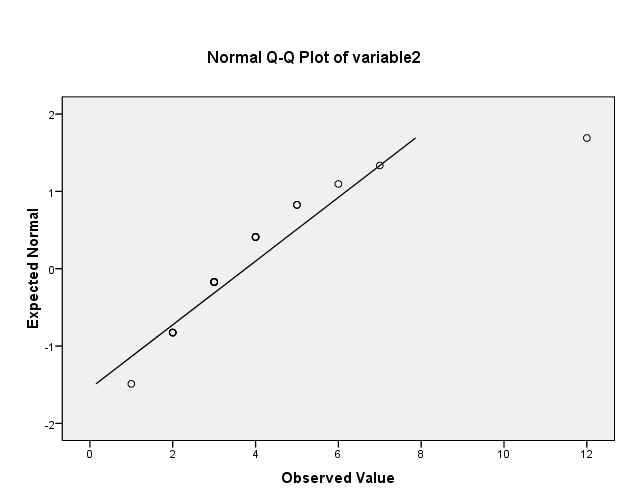 Normal Q-Q Plot of variable2
Expected Normal
2
1
0
-1
-2
0 2 4 6 8 10 12
Observed Value